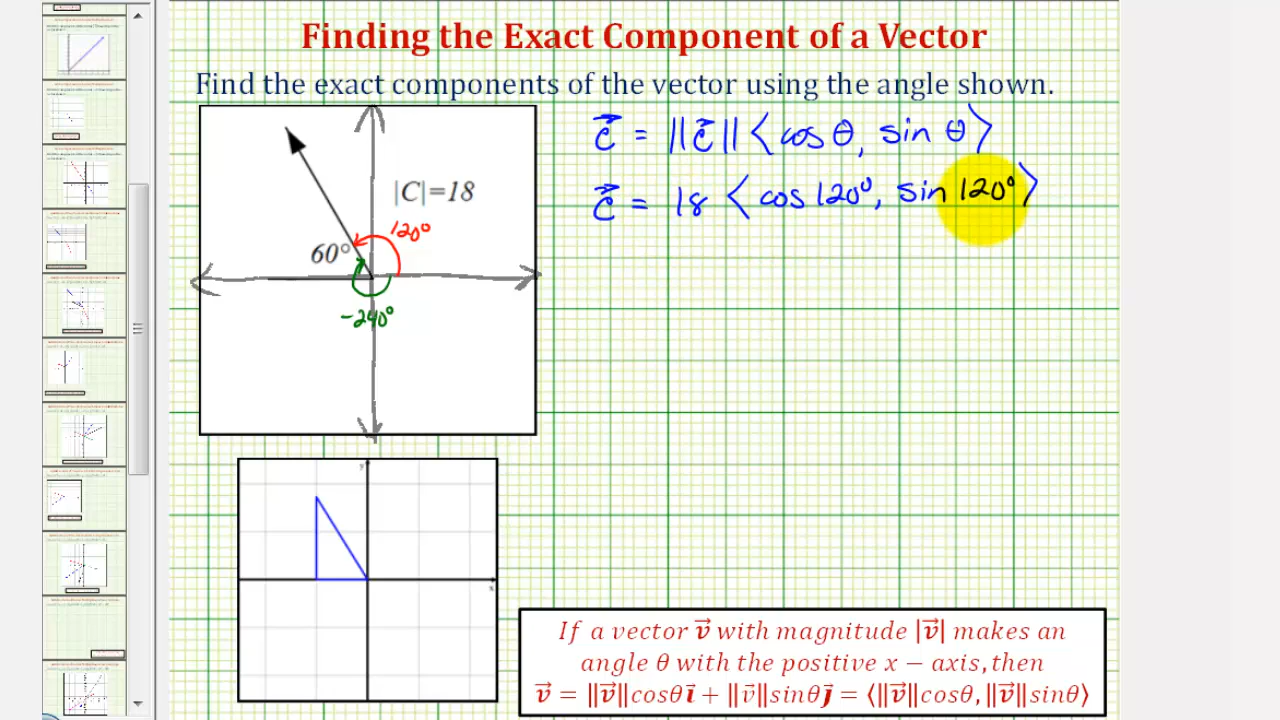 Finding the Exact Component of a Vector
Find the exact components of the vector using the angle shown.
c⃗ = ||c⃗|| ⟨cos θ, sin θ⟩
c⃗ = 18 ⟨cos 120°, sin 120°⟩
|C|=18
120°
60°
-240°
y
x
If a vector v⃗ with magnitude |v⃗| makes an
angle θ with the positive x − axis, then
v⃗ = ‖v⃗‖cosθi⃗ + ‖v⃗‖sinθj⃗ = ⟨‖v⃗‖cosθ, ‖v⃗‖sinθ⟩